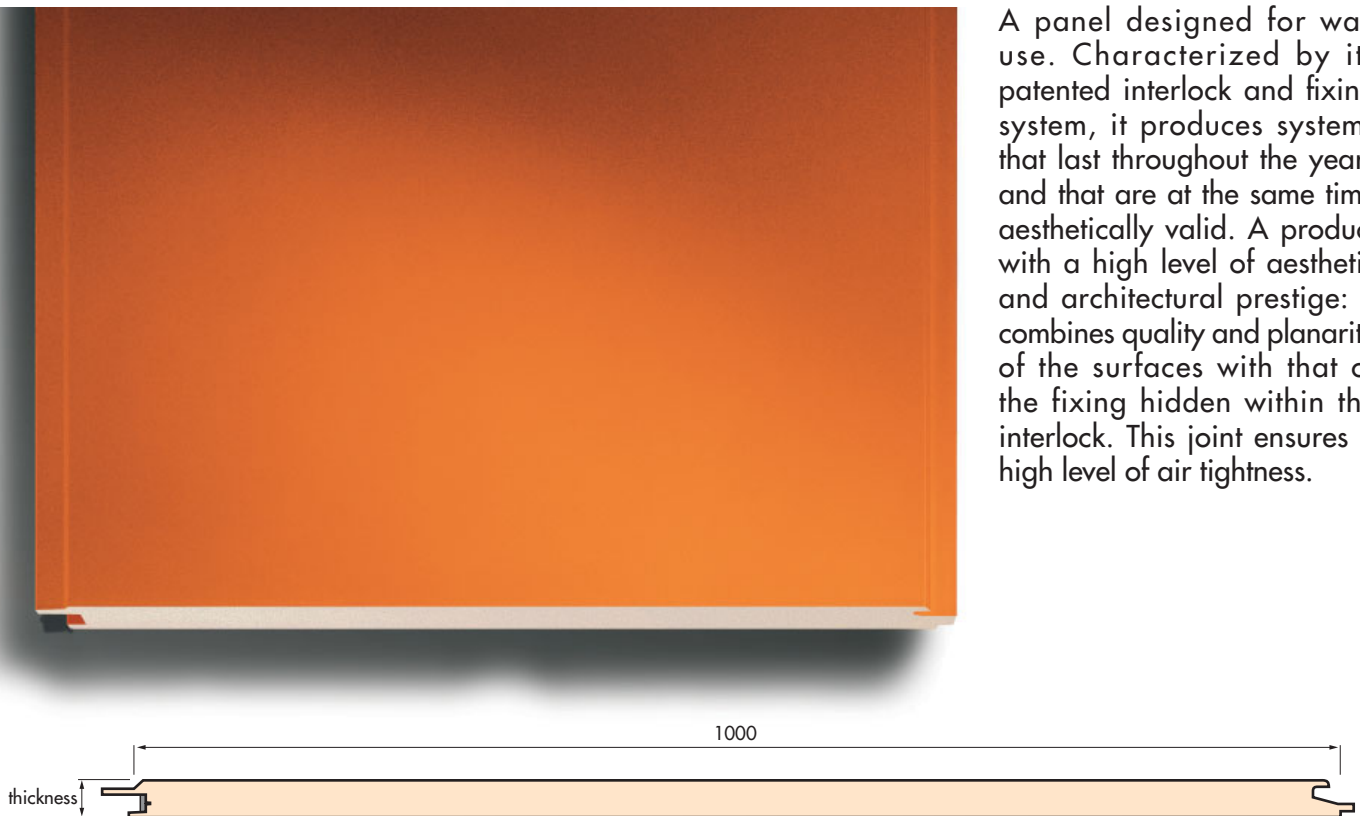 A panel designed for wa
use. Characterized by it
patented interlock and fixin
system, it produces system
that last throughout the year
and that are at the same tim
aesthetically valid. A produc
with a high level of aestheti
and architectural prestige:
combines quality and planarit
of the surfaces with that o
the fixing hidden within th
interlock. This joint ensures
high level of air tightness.
1000
thickness